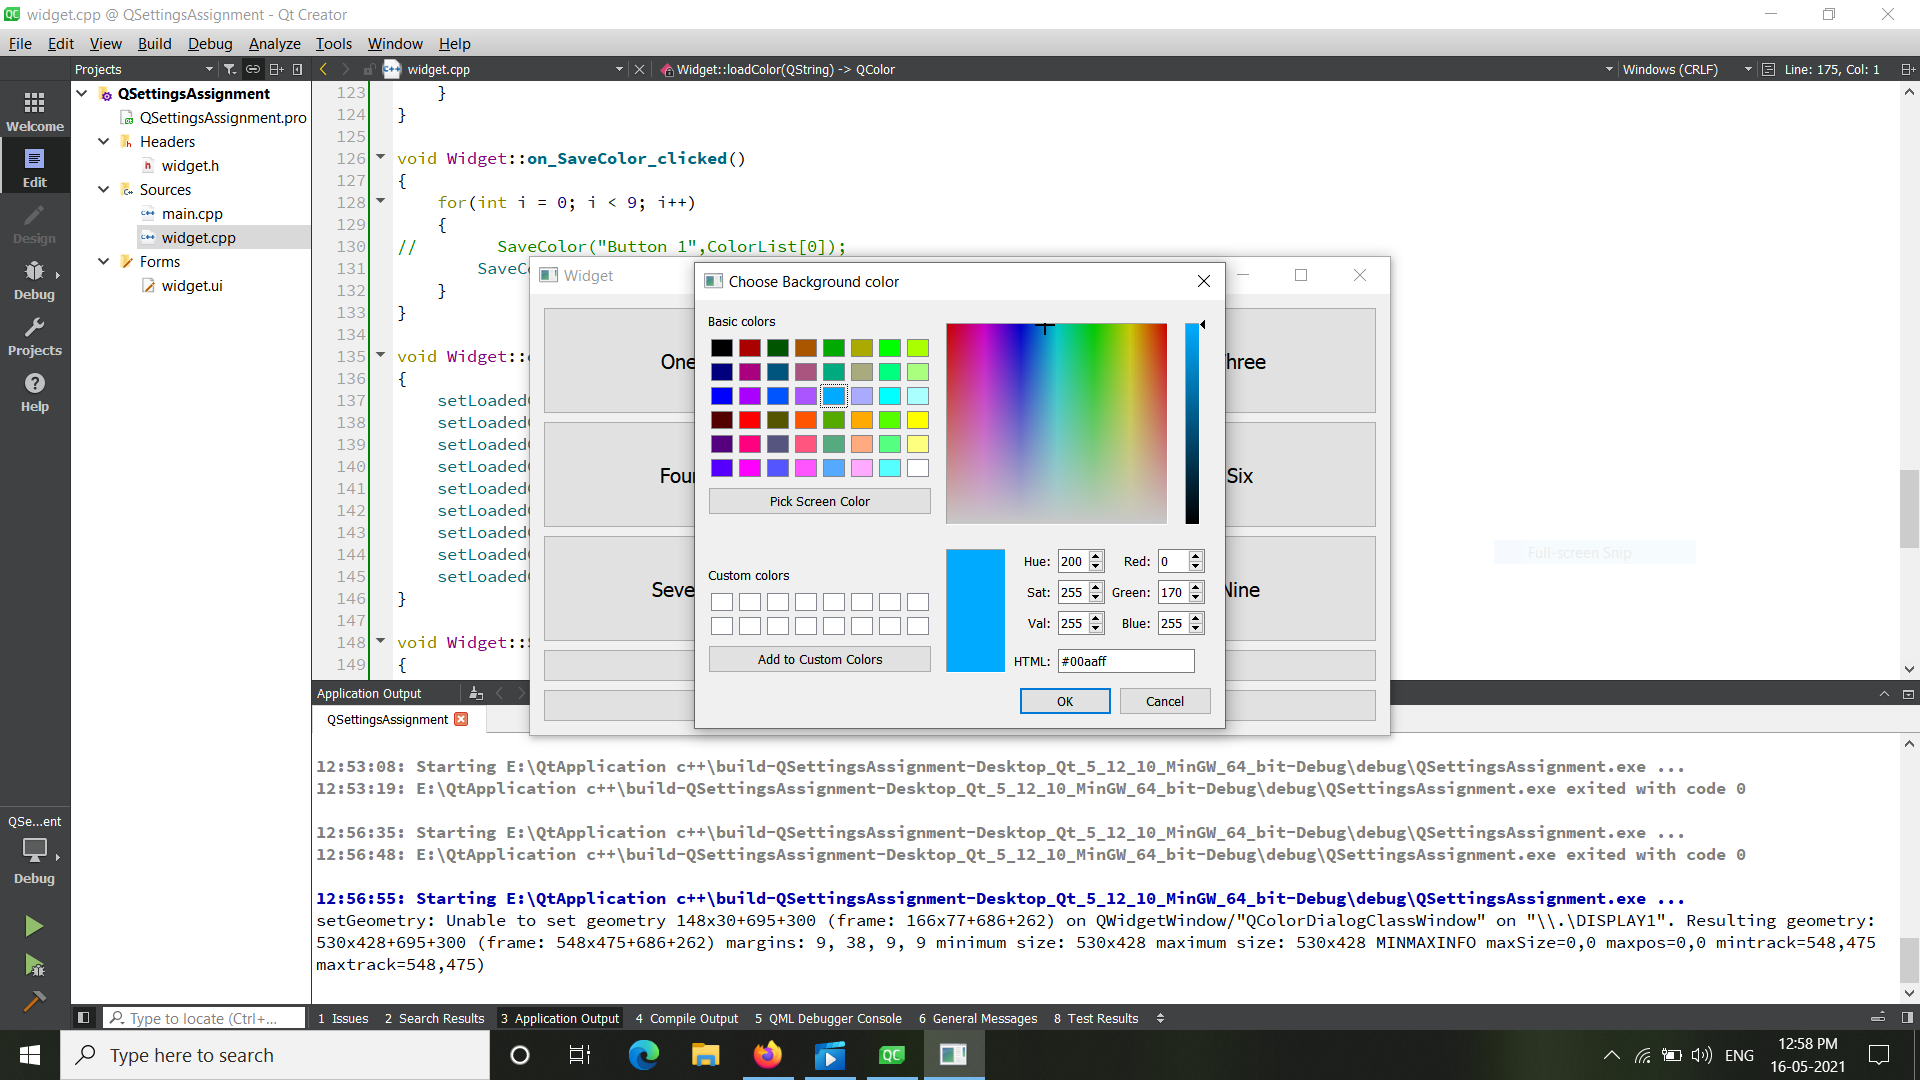 widget.cpp @ QSettingsAssignment - Qt Creator
File Edit View Build Debug Analyze Tools Window Help
Projects
widget.cpp
Widget::loadColor(QString) -> QColor
Windows (CRLF)
Line: 175, Col: 1
Welcome
Edit
Design
Debug
Projects
Help
QSe...ent
Debug
QSettingsAssignment
QSettingsAssignment.pro
Headers
widget.h
Sources
main.cpp
widget.cpp
Forms
widget.ui
123 }
124 }
125
126 void Widget::on_SaveColor_clicked()
127 {
128 for(int i = 0; i < 9; i++)
129 {
130 // SaveColor("Button 1",ColorList[0]);
131 SaveC
132 }
133 }
134
135 void Widget::
136 {
137 setLoaded
138 setLoaded
139 setLoaded
140 setLoaded
141 setLoaded
142 setLoaded
143 setLoaded
144 setLoaded
145 setLoaded
146 }
147
148 void Widget::
149 {
Widget
One
Four
Six
Nine
Choose Background color
Basic colors
Pick Screen Color
Custom colors
Add to Custom Colors
Hue: 200 Red: 0
Sat: 255 Green: 170
Val: 255 Blue: 255
HTML: #00aaff
OK Cancel
Full-screen Snip
Application Output
QSettingsAssignment
12:53:08: Starting E:\QtApplication c++\build-QSettingsAssignment-Desktop_Qt_5_12_10_MinGW_64_bit-Debug\debug\QSettingsAssignment.exe ...
12:53:19: E:\QtApplication c++\build-QSettingsAssignment-Desktop_Qt_5_12_10_MinGW_64_bit-Debug\debug\QSettingsAssignment.exe exited with code 0
12:56:35: Starting E:\QtApplication c++\build-QSettingsAssignment-Desktop_Qt_5_12_10_MinGW_64_bit-Debug\debug\QSettingsAssignment.exe ...
12:56:48: E:\QtApplication c++\build-QSettingsAssignment-Desktop_Qt_5_12_10_MinGW_64_bit-Debug\debug\QSettingsAssignment.exe exited with code 0
12:56:55: Starting E:\QtApplication c++\build-QSettingsAssignment-Desktop_Qt_5_12_10_MinGW_64_bit-Debug\debug\QSettingsAssignment.exe ...
setGeometry: Unable to set geometry 148x30+695+300 (frame: 166x77+686+262) on QWidgetWindow/"QColorDialogClassWindow" on "\\.\DISPLAY1". Resulting geometry:
530x428+695+300 (frame: 548x475+686+262) margins: 9, 38, 9, 9 minimum size: 530x428 maximum size: 530x428 MINMAXINFO maxSize=0,0 maxpos=0,0 mintrack=548,475
maxtrack=548,475)
Type to locate (Ctrl+...
1 Issues 2 Search Results 3 Application Output 4 Compile Output 5 QML Debugger Console 6 General Messages 8 Test Results
Type here to search
ENG
12:58 PM
16-05-2021